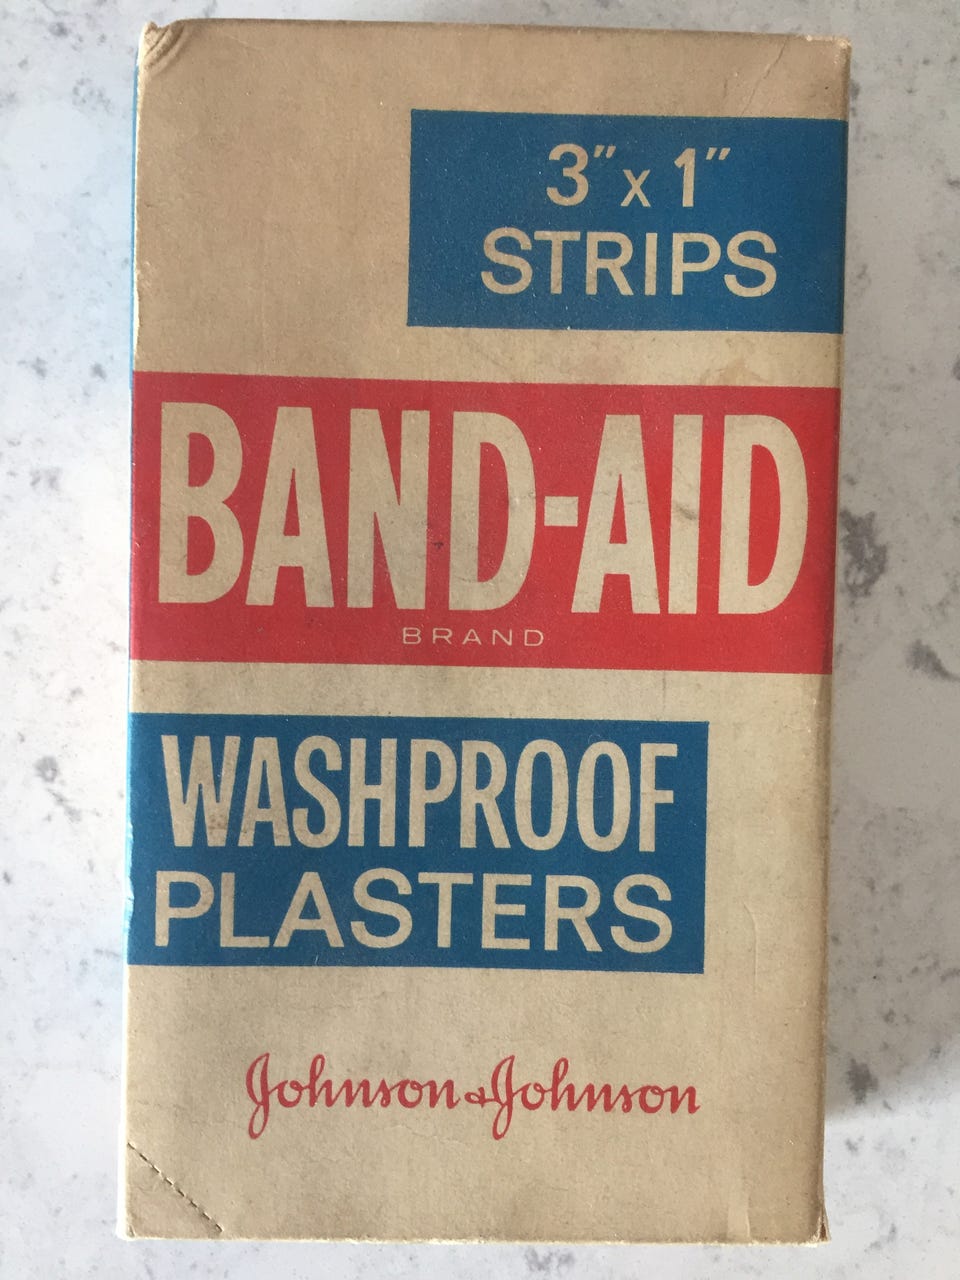 3" x 1"
STRIPS
BAND-AID
BRAND
WASHPROOF
PLASTERS
Johnson & Johnson